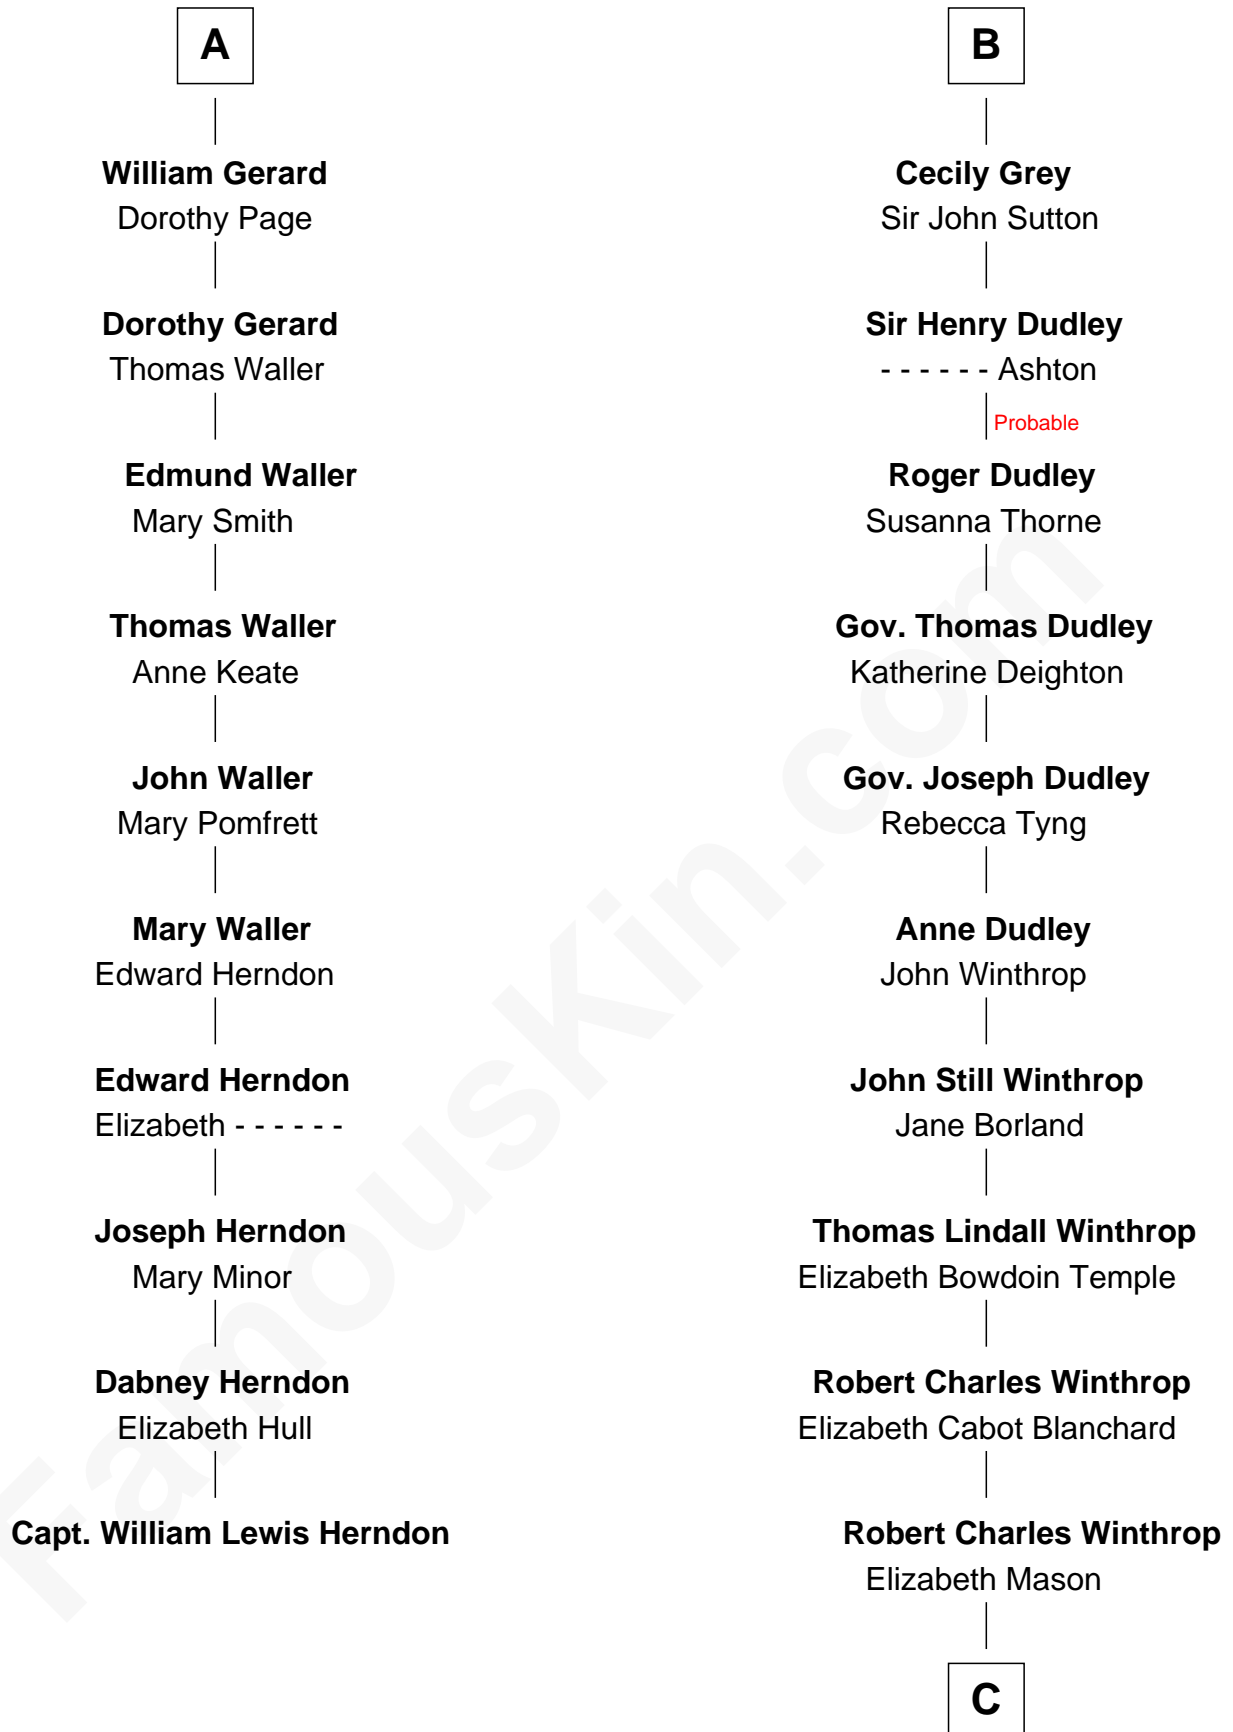 A
William Gerard
Dorothy Page
Dorothy Gerard
Thomas Waller
Edmund Waller
Mary Smith
Thomas Waller
Anne Keate
John Waller
Mary Pomfrett
Mary Waller
Edward Herndon
Edward Herndon
Elizabeth - - - - - -
Joseph Herndon
Mary Minor
Dabney Herndon
Elizabeth Hull
Capt. William Lewis Herndon
B
Cecily Grey
Sir John Sutton
Sir Henry Dudley
- - - - - - Ashton
Probable
Roger Dudley
Susanna Thorne
Gov. Thomas Dudley
Katherine Deighton
Gov. Joseph Dudley
Rebecca Tyng
Anne Dudley
John Winthrop
John Still Winthrop
Jane Borland
Thomas Lindall Winthrop
Elizabeth Bowdoin Temple
Robert Charles Winthrop
Elizabeth Cabot Blanchard
Robert Charles Winthrop
Elizabeth Mason
C
FamousKin.com